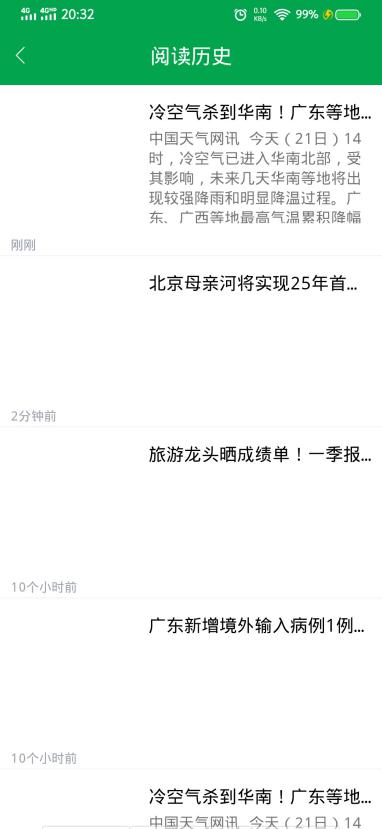 4G 4GHD 20:32 0.10 KB/s 99%
阅读历史
冷空气杀到华南！广东等地...
中国天气网讯 今天（21日）14
时，冷空气已进入华南北部，受
其影响，未来几天华南等地将出
现较强降雨和明显降温过程。广
东、广西等地最高气温累积降幅
刚刚
北京母亲河将实现25年首...
2分钟前
旅游龙头晒成绩单！一季报...
10个小时前
广东新增境外输入病例1例...
10个小时前
冷空气杀到华南！广东等地...
中国天气网讯 今天（21日）14